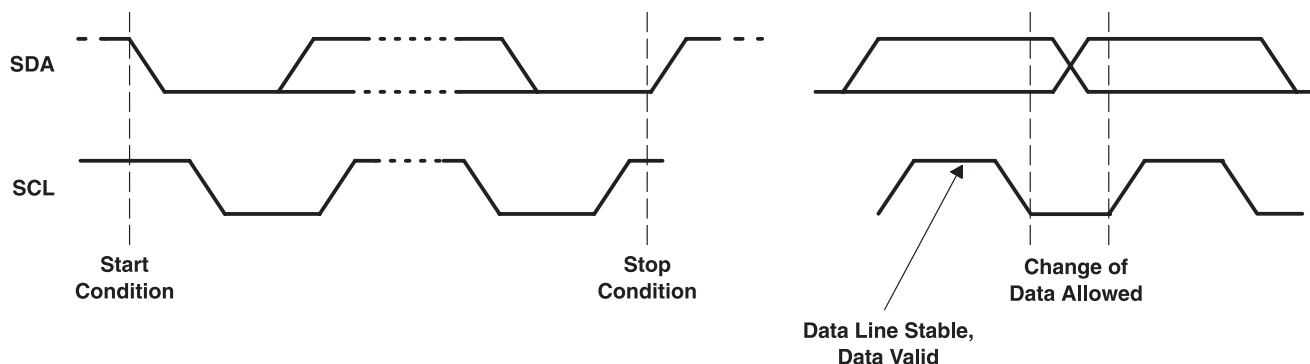 SDA
SCL
Start
Condition
Stop
Condition
Change of
Data Allowed
Data Line Stable,
Data Valid